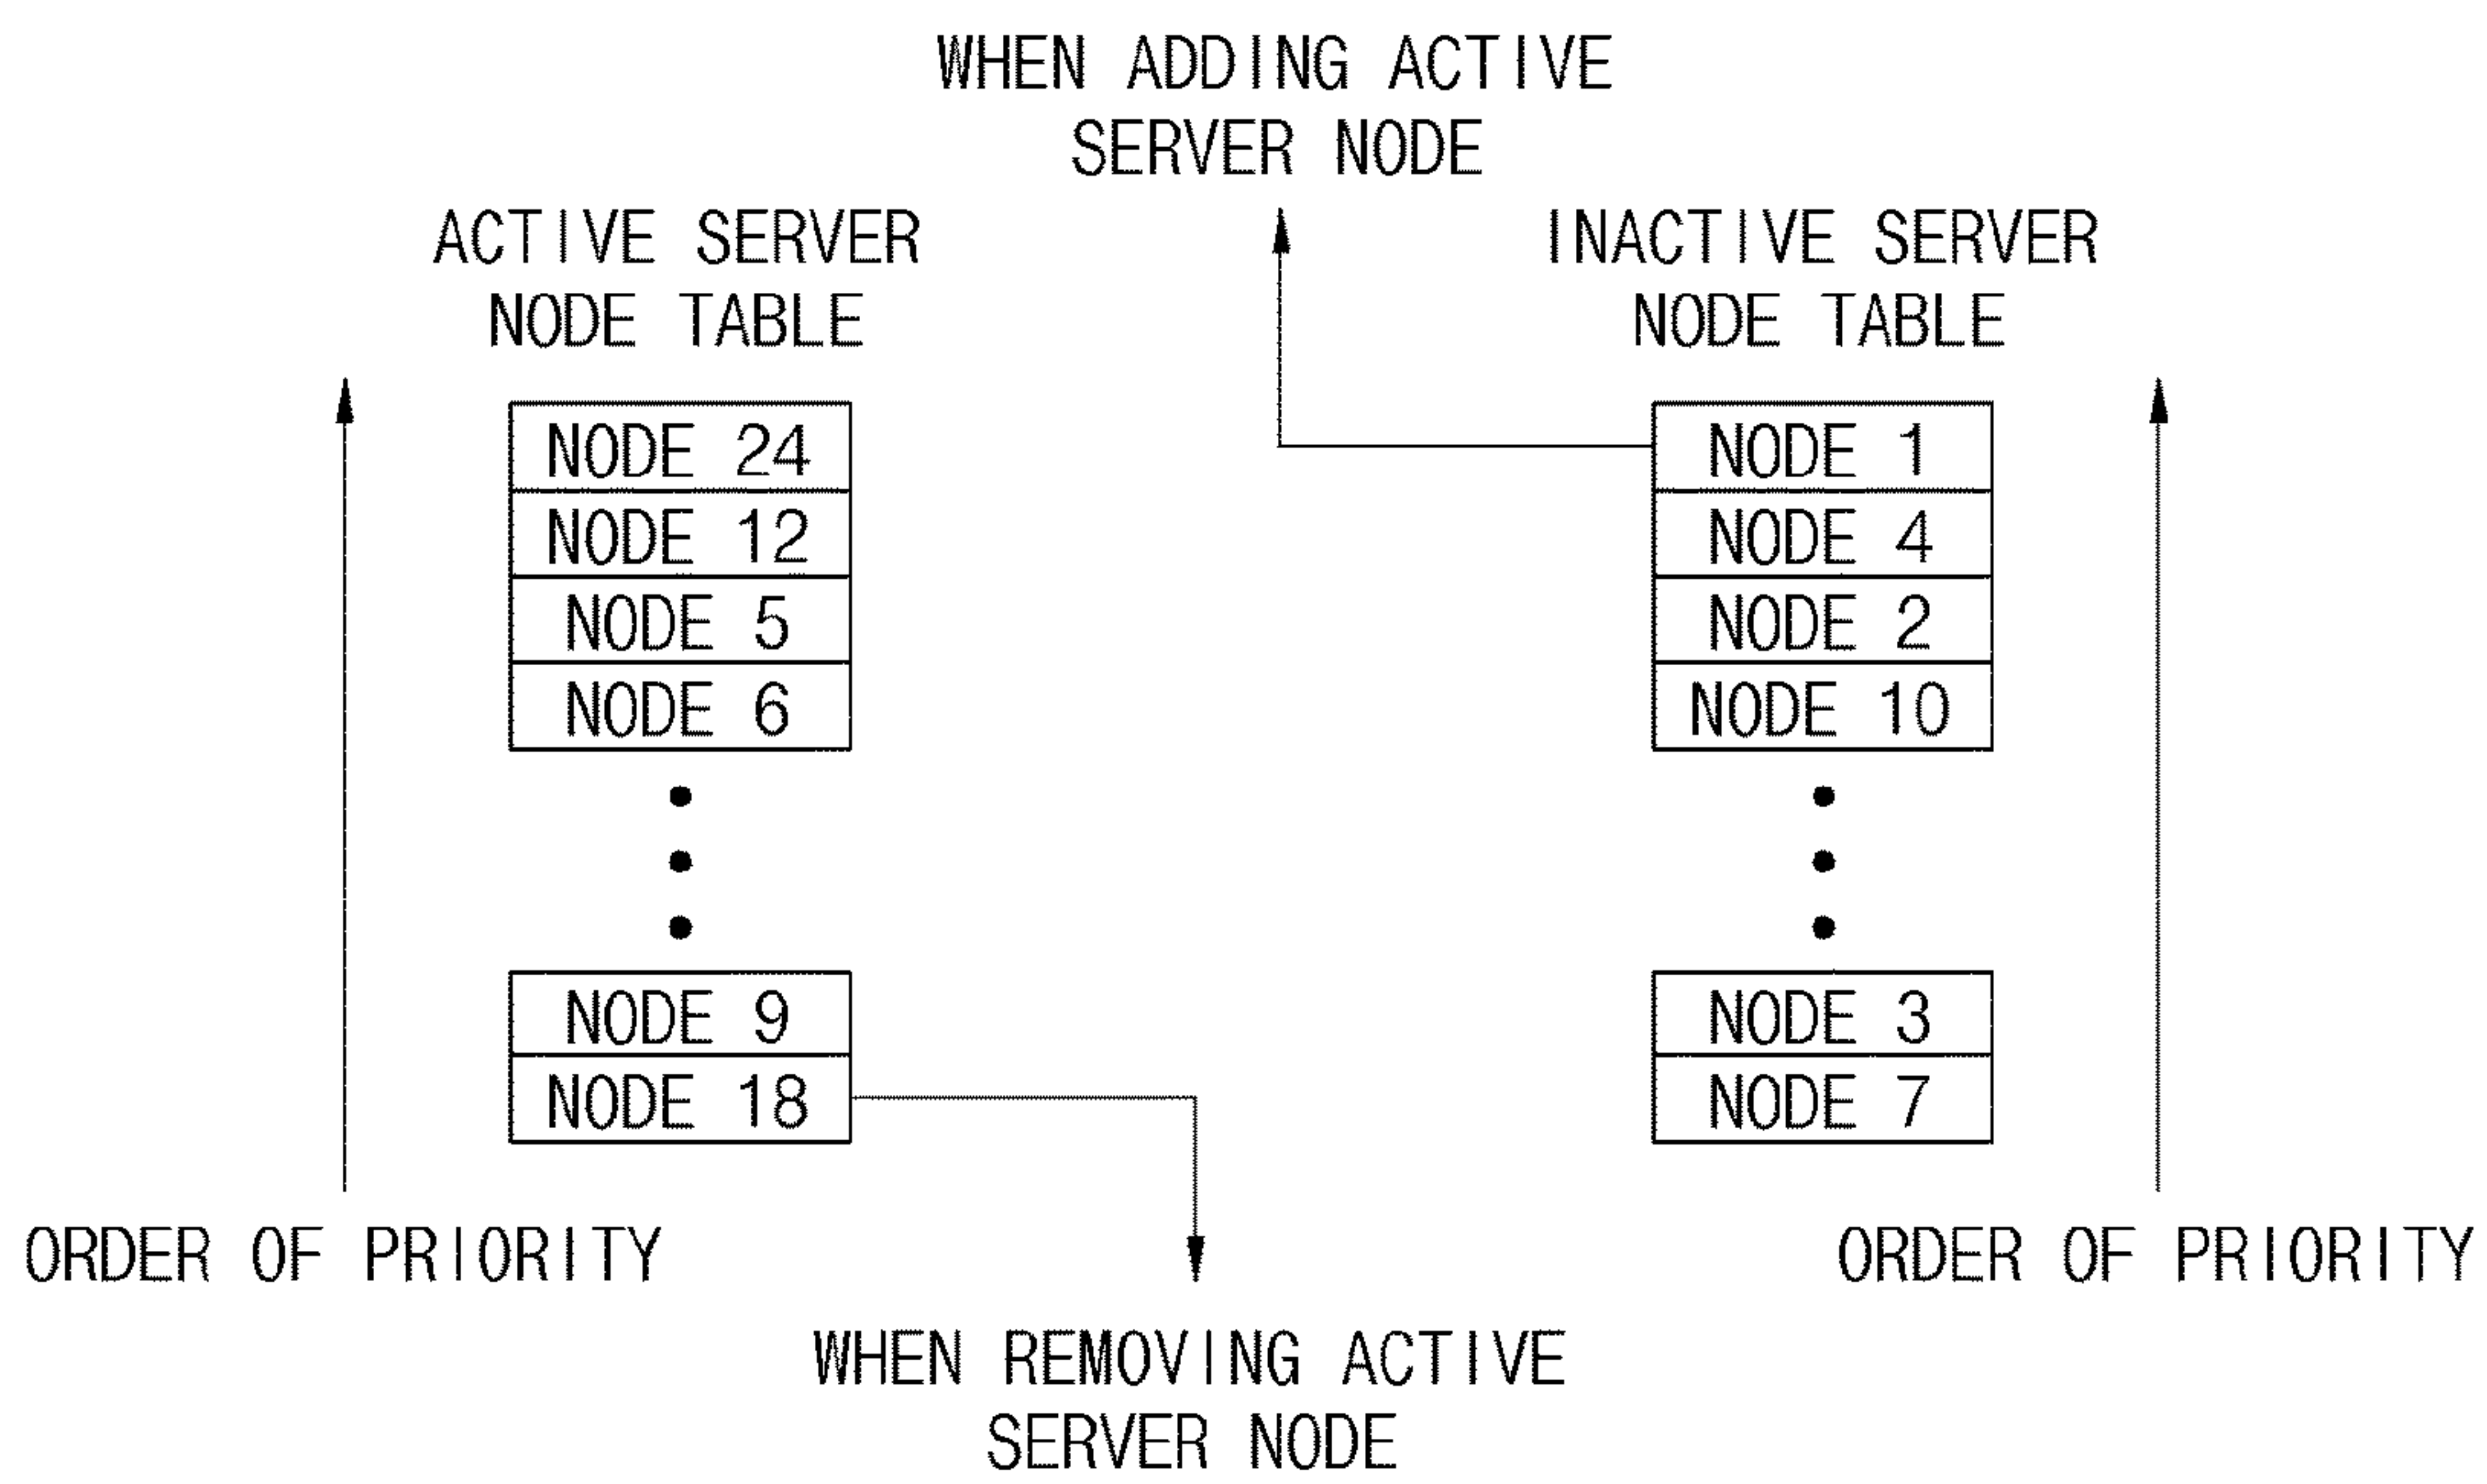 WHEN ADDING ACTIVE
SERVER NODE
ACTIVE SERVER
NODE TABLE
INACTIVE SERVER
NODE TABLE
NODE 24
NODE 12
NODE 5
NODE 6
NODE 9
NODE 18
NODE 1
NODE 4
NODE 2
NODE 10
NODE 3
NODE 7
ORDER OF PRIORITY
ORDER OF PRIORITY
WHEN REMOVING ACTIVE
SERVER NODE